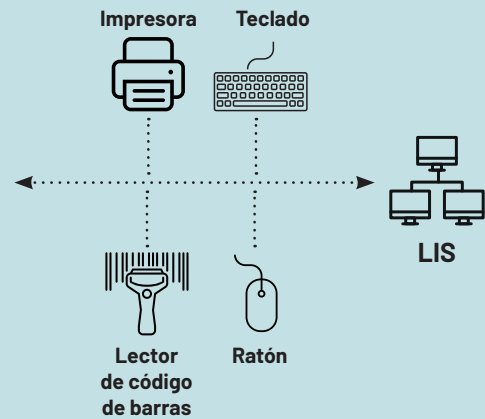 Impresora
Teclado
LIS
Lector
de código
de barras
Ratón